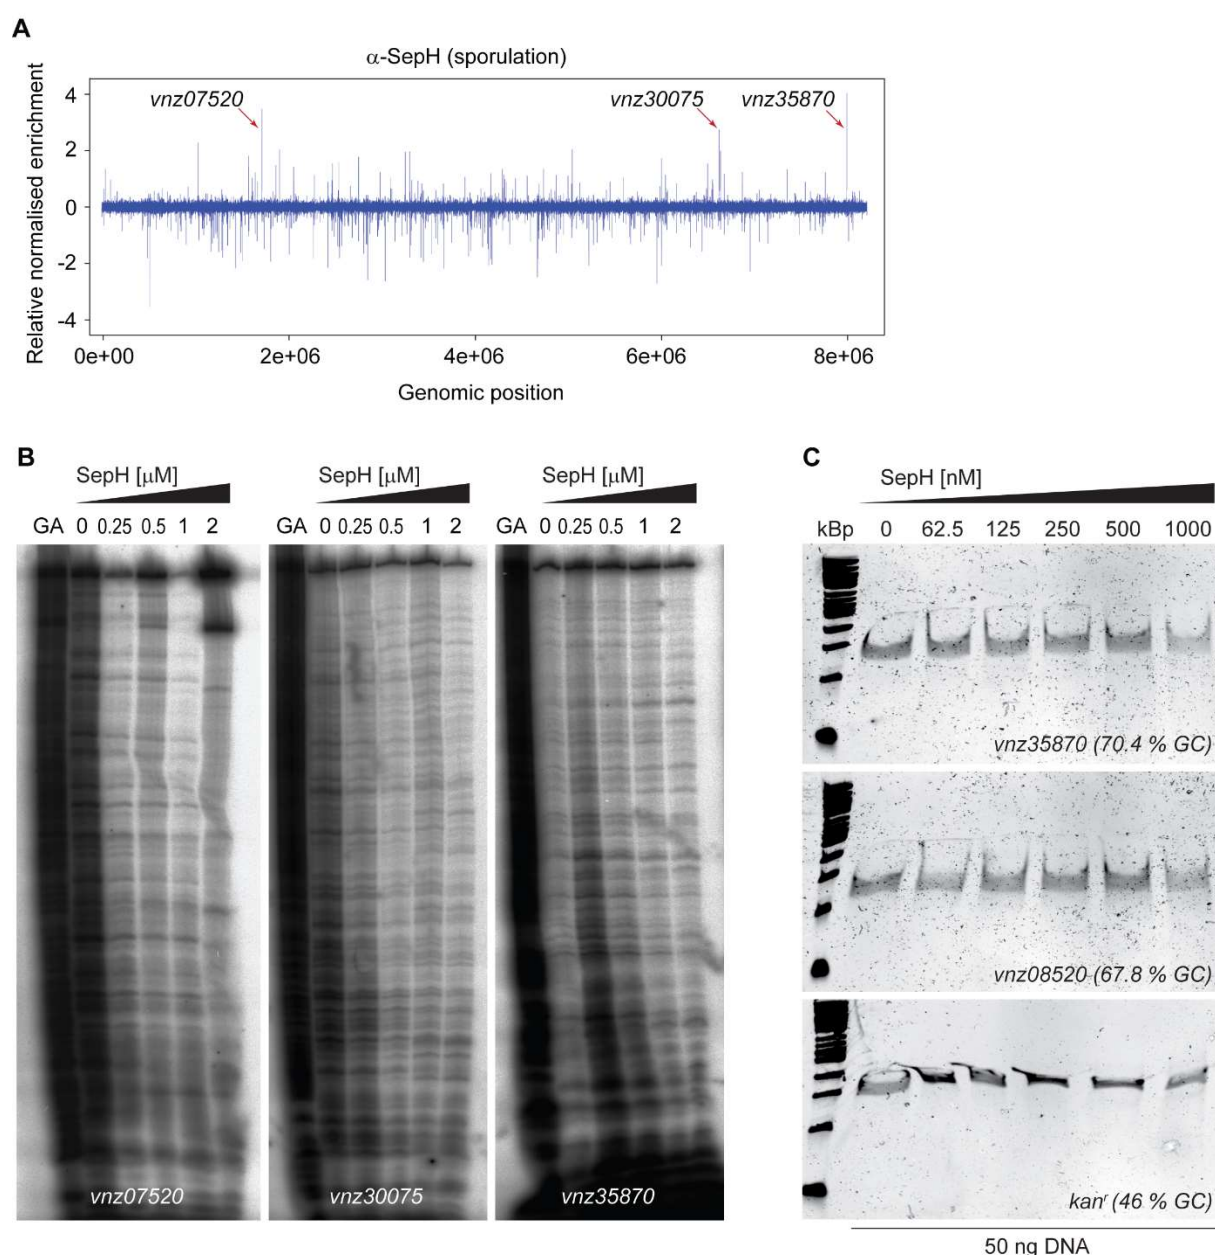 A
α-SepH (sporulation)
Relative normalised enrichment
4
2
0
-2
-4
vnz07520
vnz30075
vnz35870
0e+00 2e+06 4e+06 6e+06 8e+06
Genomic position
B
SepH [μM]
GA 0 0.25 0.5 1 2
vnz07520
SepH [μM]
GA 0 0.25 0.5 1 2
vnz30075
SepH [μM]
GA 0 0.25 0.5 1 2
vnz35870
C
SepH [nM]
kBp 0 62.5 125 250 500 1000
vnz35870 (70.4 % GC)
vnz08520 (67.8 % GC)
kanʳ (46 % GC)
50 ng DNA